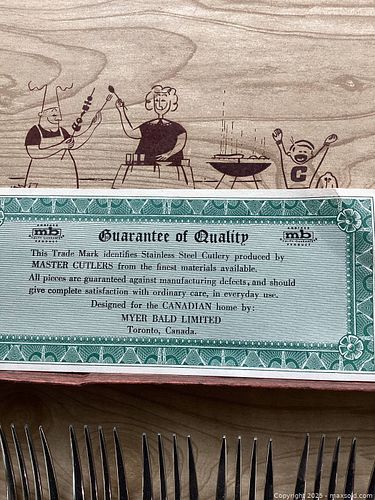 C
mb
PRODUCT
mb
PRODUCT
Guarantee of Quality
This Trade Mark identifies Stainless Steel Cutlery produced by
MASTER CUTLERS from the finest materials available.
All pieces are guaranteed against manufacturing defects, and should
give complete satisfaction with ordinary care, in everyday use.
Designed for the CANADIAN home by:
MYER BALD LIMITED
Toronto, Canada.
Copyright 2025 - maxsold.com